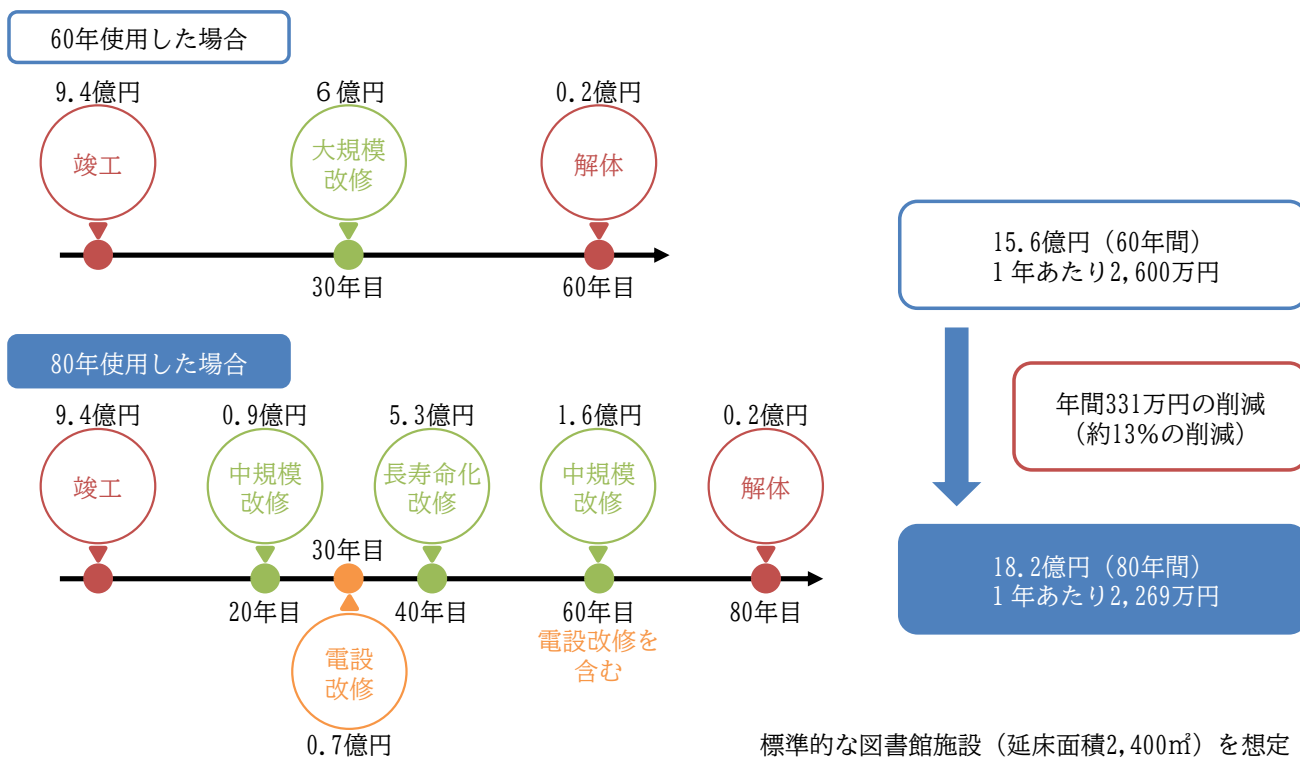 60年使用した場合
9.4億円
6億円
0.2億円
竣工
大規模
改修
解体
30年目
60年目
80年使用した場合
9.4億円
0.9億円
5.3億円
1.6億円
0.2億円
竣工
中規模
改修
長寿命化
改修
中規模
改修
解体
30年目
20年目
40年目
60年目
80年目
電設改修を
含む
電設
改修
0.7億円
15.6億円（60年間）
1年あたり2,600万円
年間331万円の削減
（約13%の削減）
18.2億円（80年間）
1年あたり2,269万円
標準的な図書館施設（延床面積2,400㎡）を想定